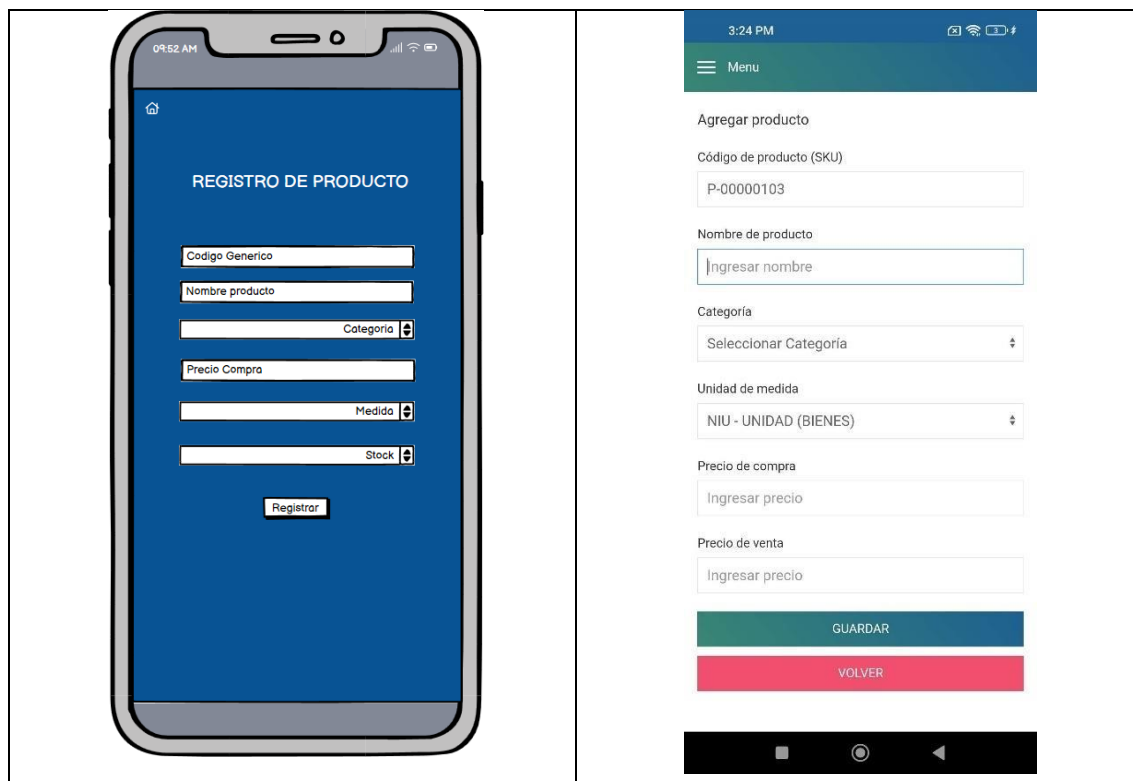 09:52 AM
REGISTRO DE PRODUCTO
Codigo Generico
Nombre producto
Categoria
Precio Compra
Medida
Stock
Registrar
3:24 PM
3
Menu
Agregar producto
Código de producto (SKU)
P-00000103
Nombre de producto
Ingresar nombre
Categoría
Seleccionar Categoría
Unidad de medida
NIU - UNIDAD (BIENES)
Precio de compra
Ingresar precio
Precio de venta
Ingresar precio
GUARDAR
VOLVER